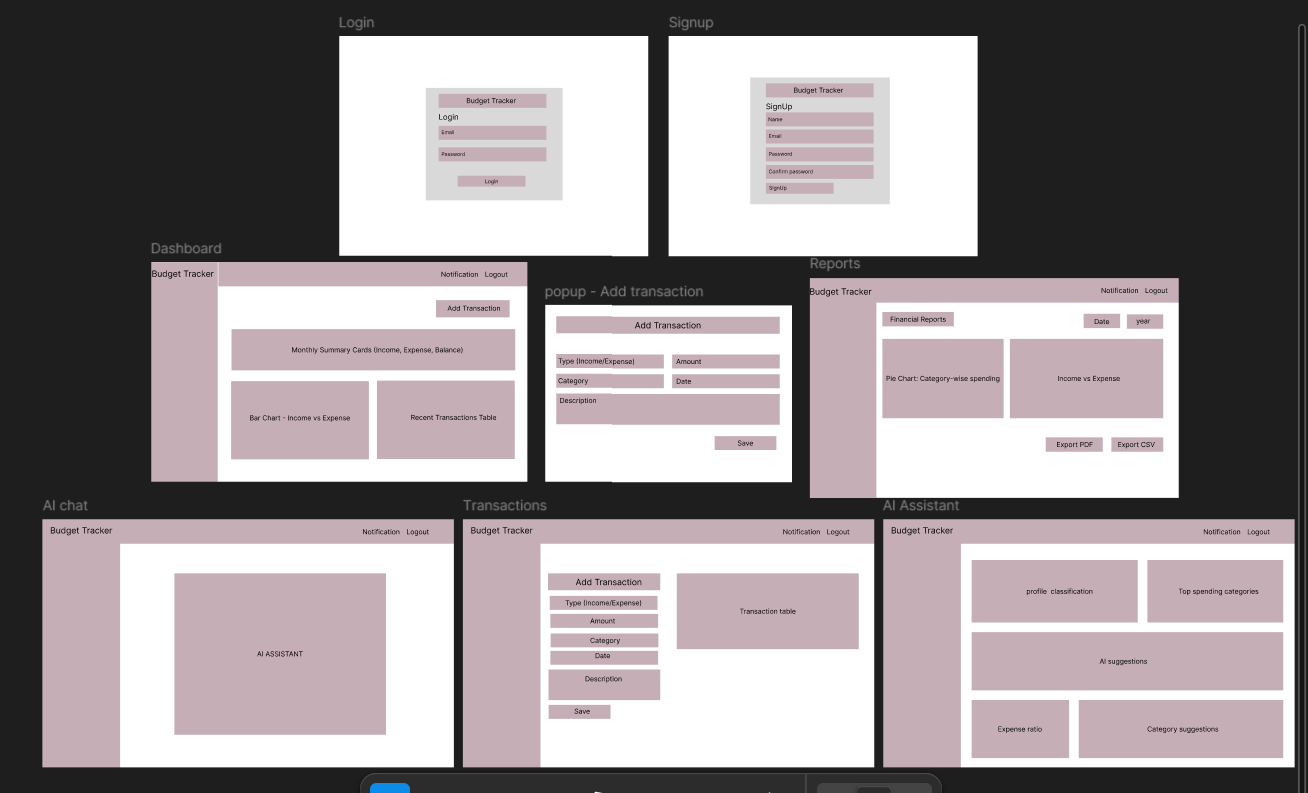 Login
Budget Tracker
Login
Email
Password
Login
Signup
Budget Tracker
SignUp
Name
Email
Password
Confirm password
SignUp
Dashboard
Budget Tracker
Notification
Logout
Add Transaction
Monthly Summary Cards (Income, Expense, Balance)
Bar Chart - Income vs Expense
Recent Transactions Table
popup - Add transaction
Add Transaction
Type (Income/Expense)
Amount
Category
Date
Description
Save
Reports
Budget Tracker
Notification
Logout
Financial Reports
Date
year
Pie Chart: Category-wise spending
Income vs Expense
Export PDF
Export CSV
AI chat
Budget Tracker
Notification
Logout
AI ASSISTANT
Transactions
Budget Tracker
Notification
Logout
Add Transaction
Type (Income/Expense)
Amount
Category
Date
Description
Save
Transaction table
AI Assistant
Budget Tracker
Notification
Logout
profile classification
Top spending categories
AI suggestions
Expense ratio
Category suggestions